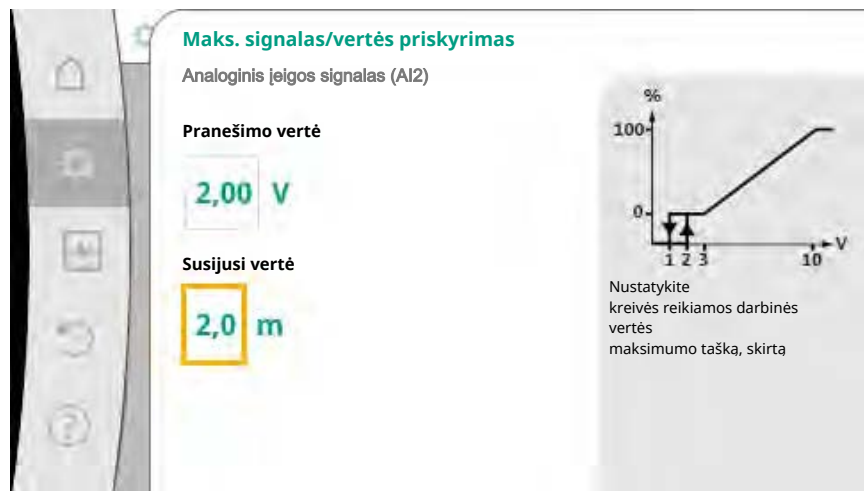 Maks. signalas/vertės priskyrimas
Analoginis įeigos signalas (AI2)
Pranešimo vertė
2,00 V
Susijusi vertė
2,0 m
%
100
0
1 2 3 10 V
Nustatykite
kreivės reikiamos darbinės
vertės
maksimumo tašką, skirtą
?